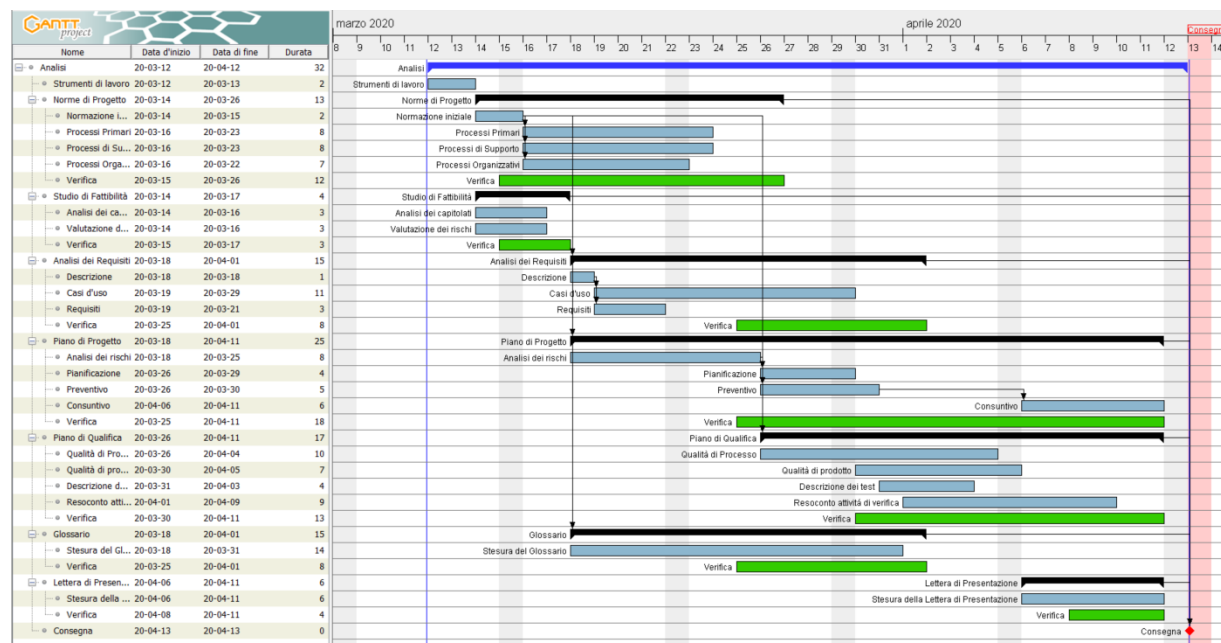 GANTT
project
marzo 2020
aprile 2020
Consegn
Nome Data d'inizio Data di fine Durata
8 9 10 11 12 13 14 15 16 17 18 19 20 21 22 23 24 25 26 27 28 29 30 31 1 2 3 4 5 6 7 8 9 10 11 12 13 14
Analisi 20-03-12 20-04-12 32 Analisi
Strumenti di lavoro 20-03-12 20-03-13 2 Strumenti di lavoro
Norme di Progetto 20-03-14 20-03-26 13 Norme di Progetto
Normazione i... 20-03-14 20-03-15 2 Normazione iniziale
Processi Primari 20-03-16 20-03-23 8 Processi Primari
Processi di Su... 20-03-16 20-03-23 8 Processi di Supporto
Processi Orga... 20-03-16 20-03-22 7 Processi Organizzativi
Verifica 20-03-15 20-03-26 12 Verifica
Studio di Fattibilità 20-03-14 20-03-17 4 Studio di Fattibilità
Analisi dei ca... 20-03-14 20-03-16 3 Analisi dei capitolati
Valutazione d... 20-03-14 20-03-16 3 Valutazione dei rischi
Verifica 20-03-15 20-03-17 3 Verifica
Analisi dei Requisiti 20-03-18 20-04-01 15 Analisi dei Requisiti
Descrizione 20-03-18 20-03-18 1 Descrizione
Casi d'uso 20-03-19 20-03-29 11 Casi d'uso
Requisiti 20-03-19 20-03-21 3 Requisiti
Verifica 20-03-25 20-04-01 8 Verifica
Piano di Progetto 20-03-18 20-04-11 25 Piano di Progetto
Analisi dei rischi 20-03-18 20-03-25 8 Analisi dei rischi
Pianificazione 20-03-26 20-03-29 4 Pianificazione
Preventivo 20-03-26 20-03-30 5 Preventivo
Consuntivo 20-04-06 20-04-11 6 Consuntivo
Verifica 20-03-25 20-04-11 18 Verifica
Piano di Qualifica 20-03-26 20-04-11 17 Piano di Qualifica
Qualità di Pro... 20-03-26 20-04-04 10 Qualità di Processo
Qualità di pro... 20-03-30 20-04-05 7 Qualità di prodotto
Descrizione d... 20-03-31 20-04-03 4 Descrizione dei test
Resoconto atti... 20-04-01 20-04-09 9 Resoconto attività di verifica
Verifica 20-03-30 20-04-11 13 Verifica
Glossario 20-03-18 20-04-01 15 Glossario
Stesura del Gl... 20-03-18 20-03-31 14 Stesura del Glossario
Verifica 20-03-25 20-04-01 8 Verifica
Lettera di Presen... 20-04-06 20-04-11 6 Lettera di Presentazione
Stesura della ... 20-04-06 20-04-11 6 Stesura della Lettera di Presentazione
Verifica 20-04-08 20-04-11 4 Verifica
Consegna 20-04-13 20-04-13 0 Consegna